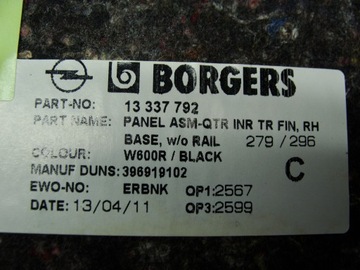 BORGERS
PART-NO: 13 337 792
PART NAME: PANEL ASM-QTR INR TR FIN, RH
BASE, w/o RAIL 279 / 296
COLOUR: W600R / BLACK
MANUF DUNS: 396919102 C
EWO-NO: ERBNK OP1:2567
DATE: 13/04/11 OP3:2599